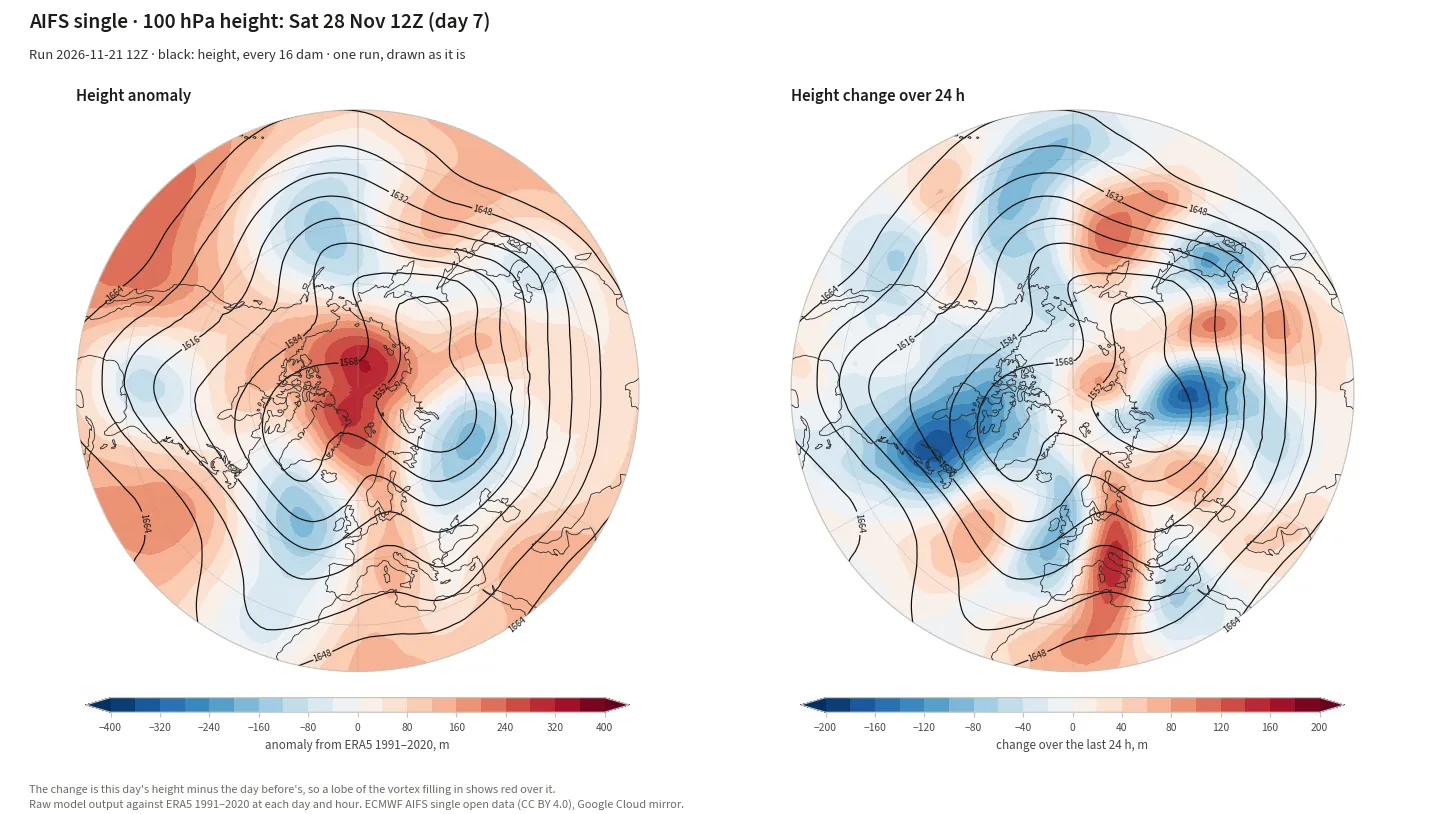 AIFS single · 100 hPa height: Sat 28 Nov 12Z (day 7)
Run 2026-11-21 12Z · black: height, every 16 dam · one run, drawn as it is
Height anomaly
1632
1648
1664
1616
1584
1568
1552
1664
1664
1648
−400 −320 −240 −160 −80 0 80 160 240 320 400
anomaly from ERA5 1991–2020, m
Height change over 24 h
1632
1648
1664
1616
1584
1568
1552
1664
1664
1648
−200 −160 −120 −80 −40 0 40 80 120 160 200
change over the last 24 h, m
The change is this day's height minus the day before's, so a lobe of the vortex filling in shows red over it.
Raw model output against ERA5 1991–2020 at each day and hour. ECMWF AIFS single open data (CC BY 4.0), Google Cloud mirror.